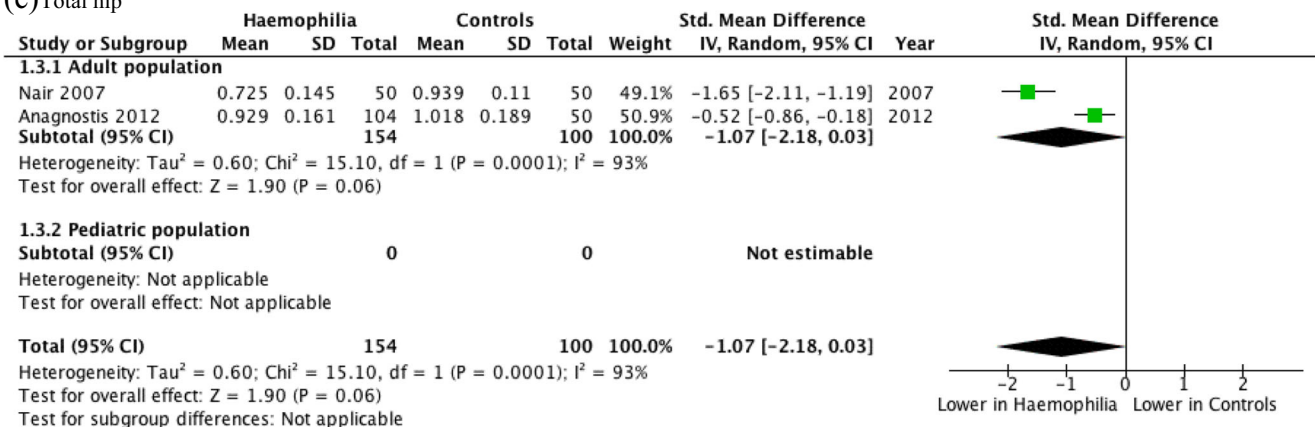 (c)Total hip
Haemophilia Controls Std. Mean Difference Std. Mean Difference
Study or Subgroup Mean SD Total Mean SD Total Weight IV, Random, 95% CI Year IV, Random, 95% CI
1.3.1 Adult population
Nair 2007 0.725 0.145 50 0.939 0.11 50 49.1% −1.65 [−2.11, −1.19] 2007
Anagnostis 2012 0.929 0.161 104 1.018 0.189 50 50.9% −0.52 [−0.86, −0.18] 2012
Subtotal (95% CI) 154 100 100.0% −1.07 [−2.18, 0.03]
Heterogeneity: Tau² = 0.60; Chi² = 15.10, df = 1 (P = 0.0001); I² = 93%
Test for overall effect: Z = 1.90 (P = 0.06)
1.3.2 Pediatric population
Subtotal (95% CI) 0 0 Not estimable
Heterogeneity: Not applicable
Test for overall effect: Not applicable
Total (95% CI) 154 100 100.0% −1.07 [−2.18, 0.03]
Heterogeneity: Tau² = 0.60; Chi² = 15.10, df = 1 (P = 0.0001); I² = 93%
Test for overall effect: Z = 1.90 (P = 0.06)
Test for subgroup differences: Not applicable
−2 −1 0 1 2
Lower in Haemophilia Lower in Controls